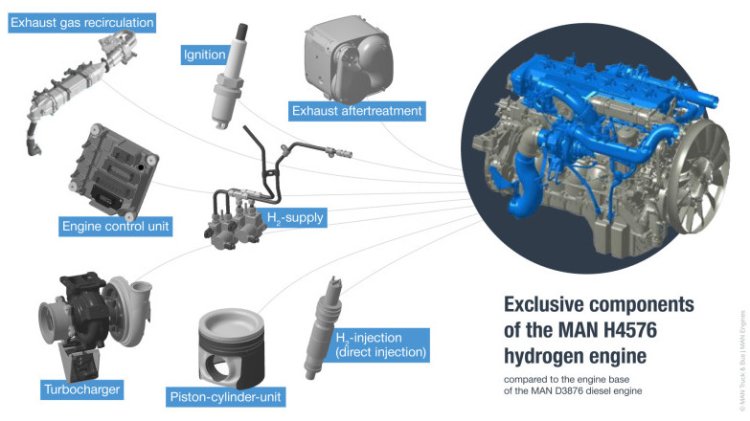 Exhaust gas recirculation
Ignition
Exhaust aftertreatment
Engine control unit
H₂-supply
Turbocharger
Piston-cylinder-unit
H₂-injection
(direct injection)
Exclusive components
of the MAN H4576
hydrogen engine
compared to the engine base
of the MAN D3876 diesel engine
© MAN Truck & Bus | MAN Engines